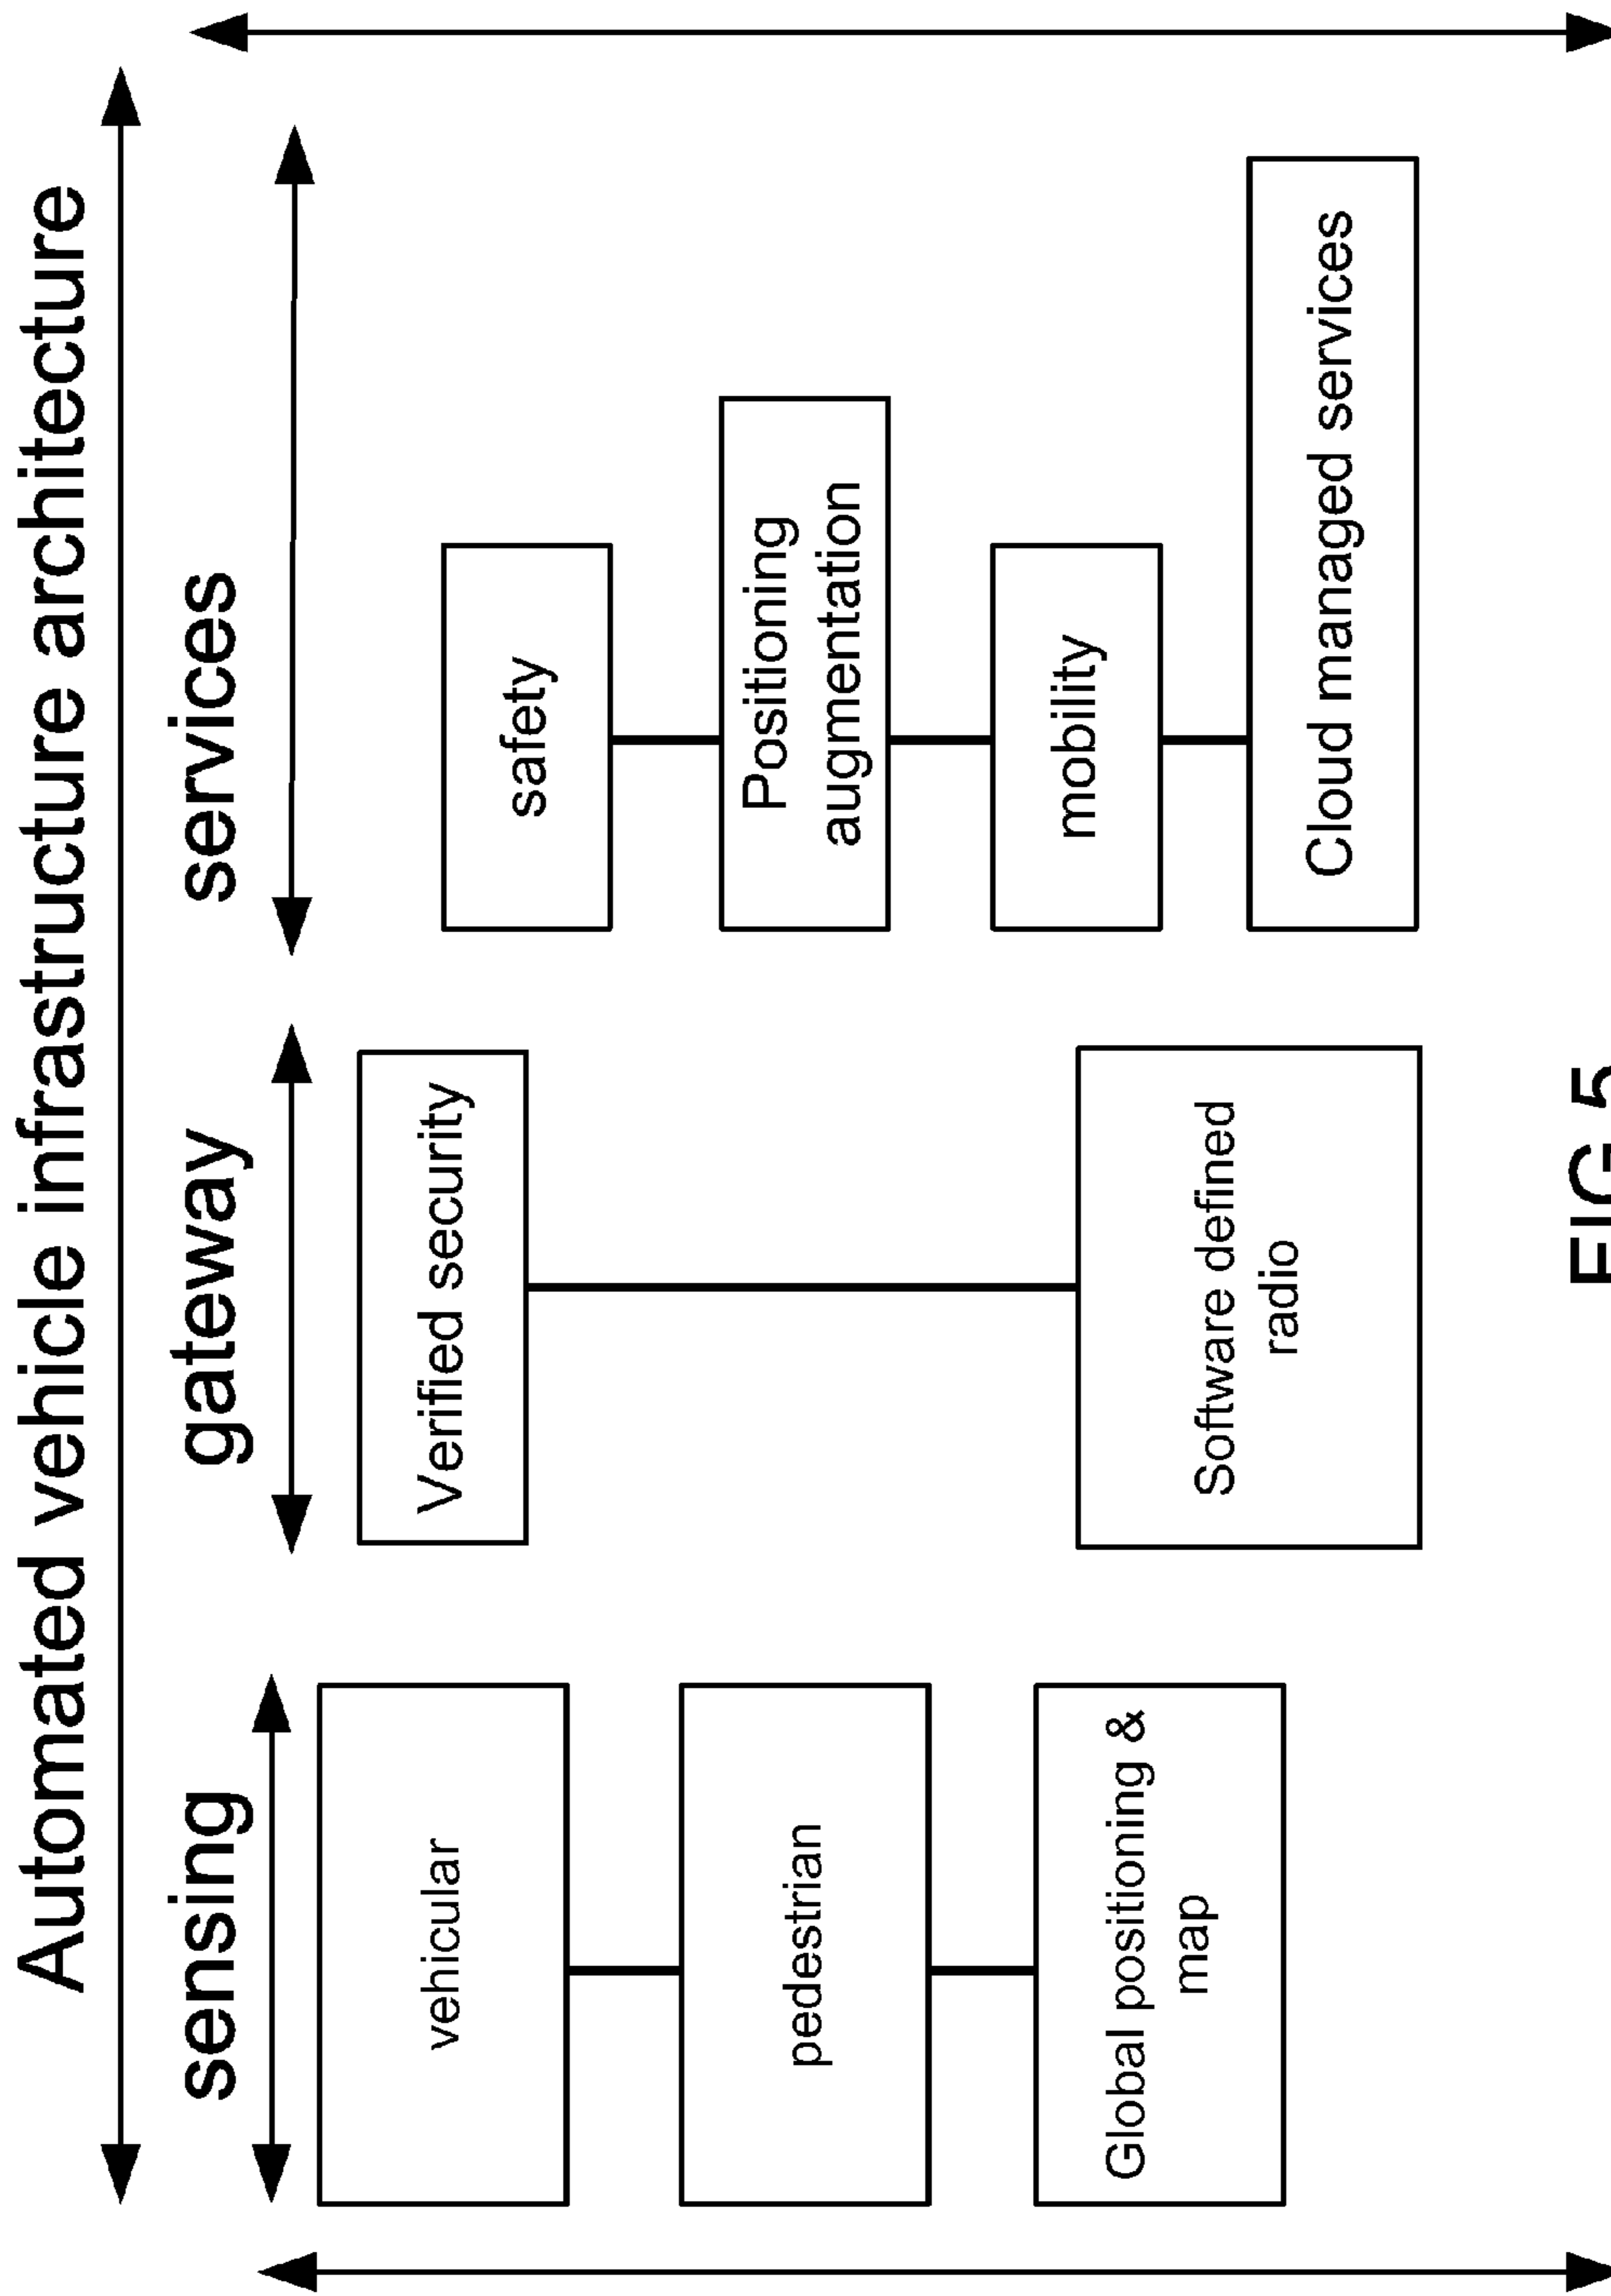 Automated vehicle infrastructure architecture
sensing
vehicular
pedestrian
Global positioning &
map
gateway
Verified security
Software defined
radio
services
safety
Positioning
augmentation
mobility
Cloud managed services
FIG 5